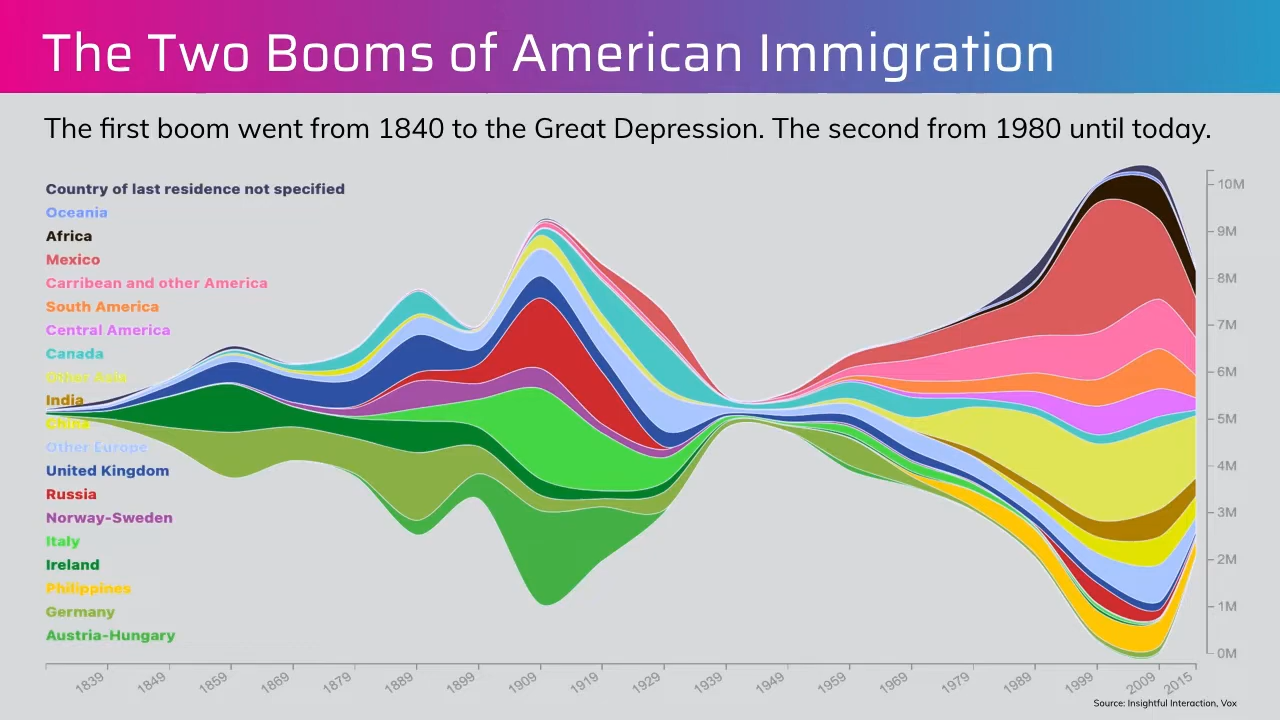 The Two Booms of American Immigration
The first boom went from 1840 to the Great Depression. The second from 1980 until today.
Country of last residence not specified
Oceania
Africa
Mexico
Carribean and other America
South America
Central America
Canada
Other Asia
India
China
Other Europe
United Kingdom
Russia
Norway-Sweden
Italy
Ireland
Philippines
Germany
Austria-Hungary
10M
9M
8M
7M
6M
5M
4M
3M
2M
1M
0M
1839 1849 1859 1869 1879 1889 1899 1909 1919 1929 1939 1949 1959 1969 1979 1989 1999 2009 2015
Source: Insightful Interaction, Vox